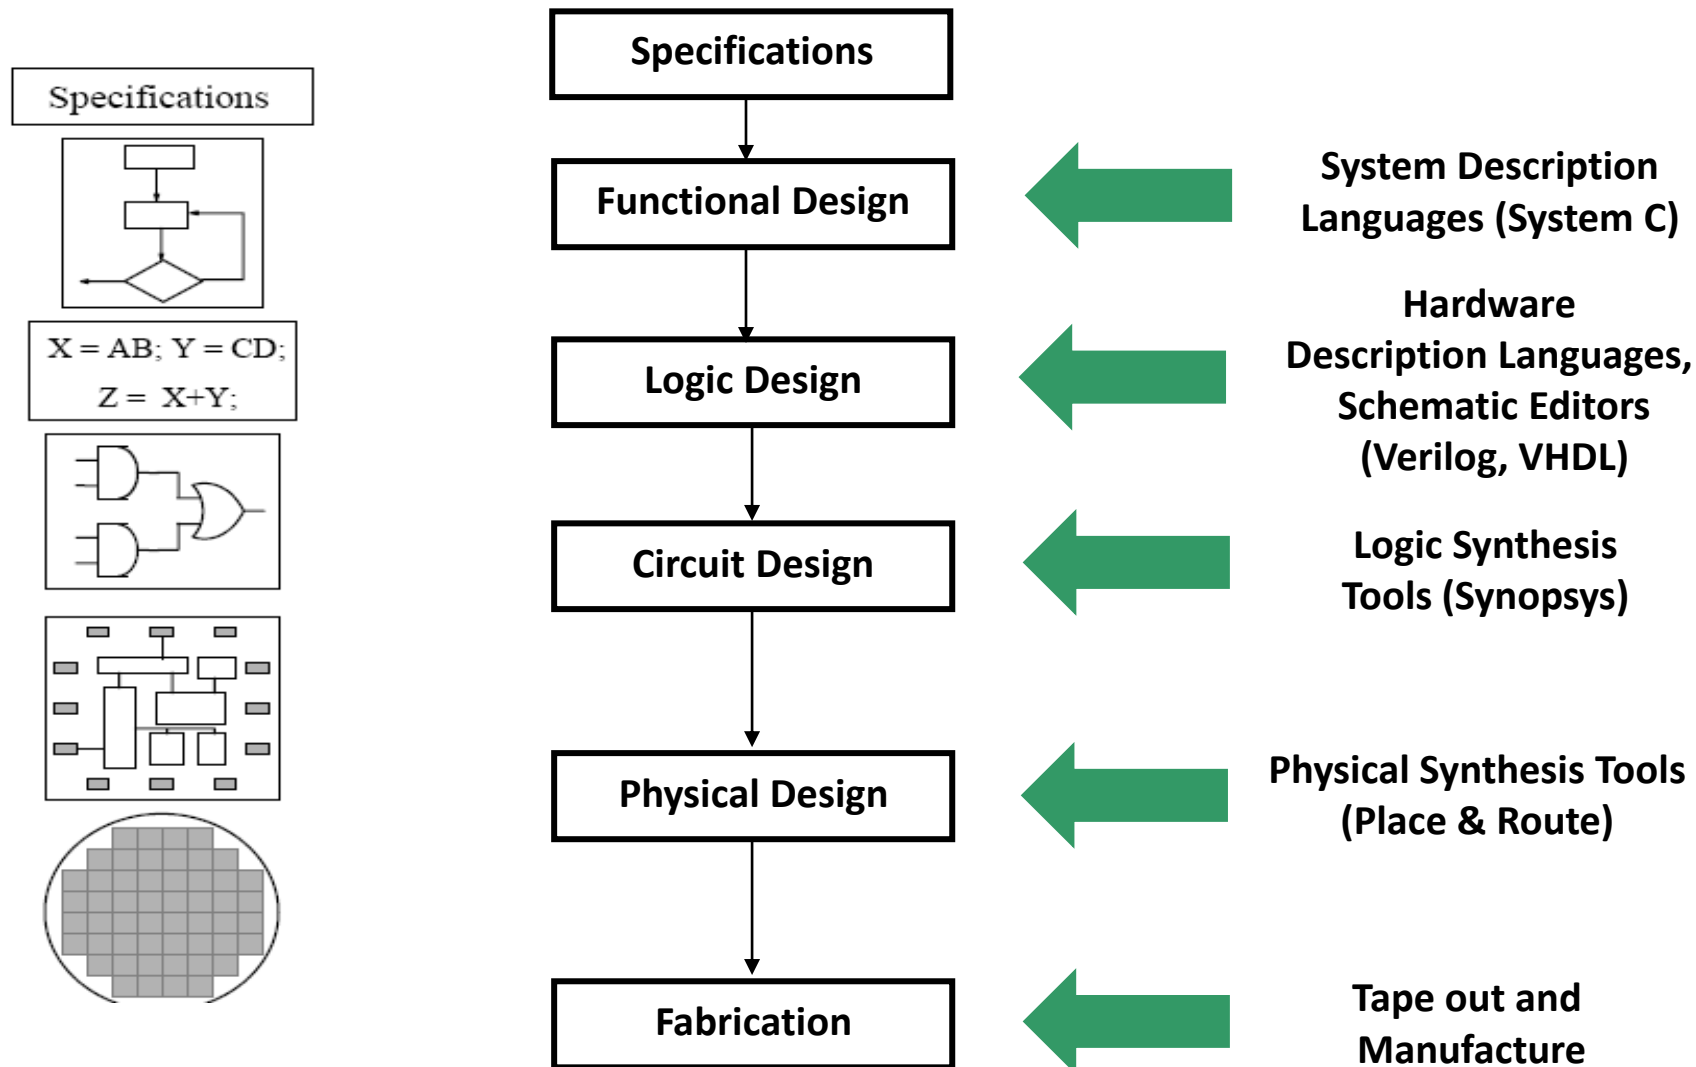 Specifications
Specifications
Functional Design
System Description
Languages (System C)
X = AB; Y = CD;
Z = X+Y;
Logic Design
Hardware
Description Languages,
Schematic Editors
(Verilog, VHDL)
Circuit Design
Logic Synthesis
Tools (Synopsys)
Physical Design
Physical Synthesis Tools
(Place & Route)
Fabrication
Tape out and
Manufacture